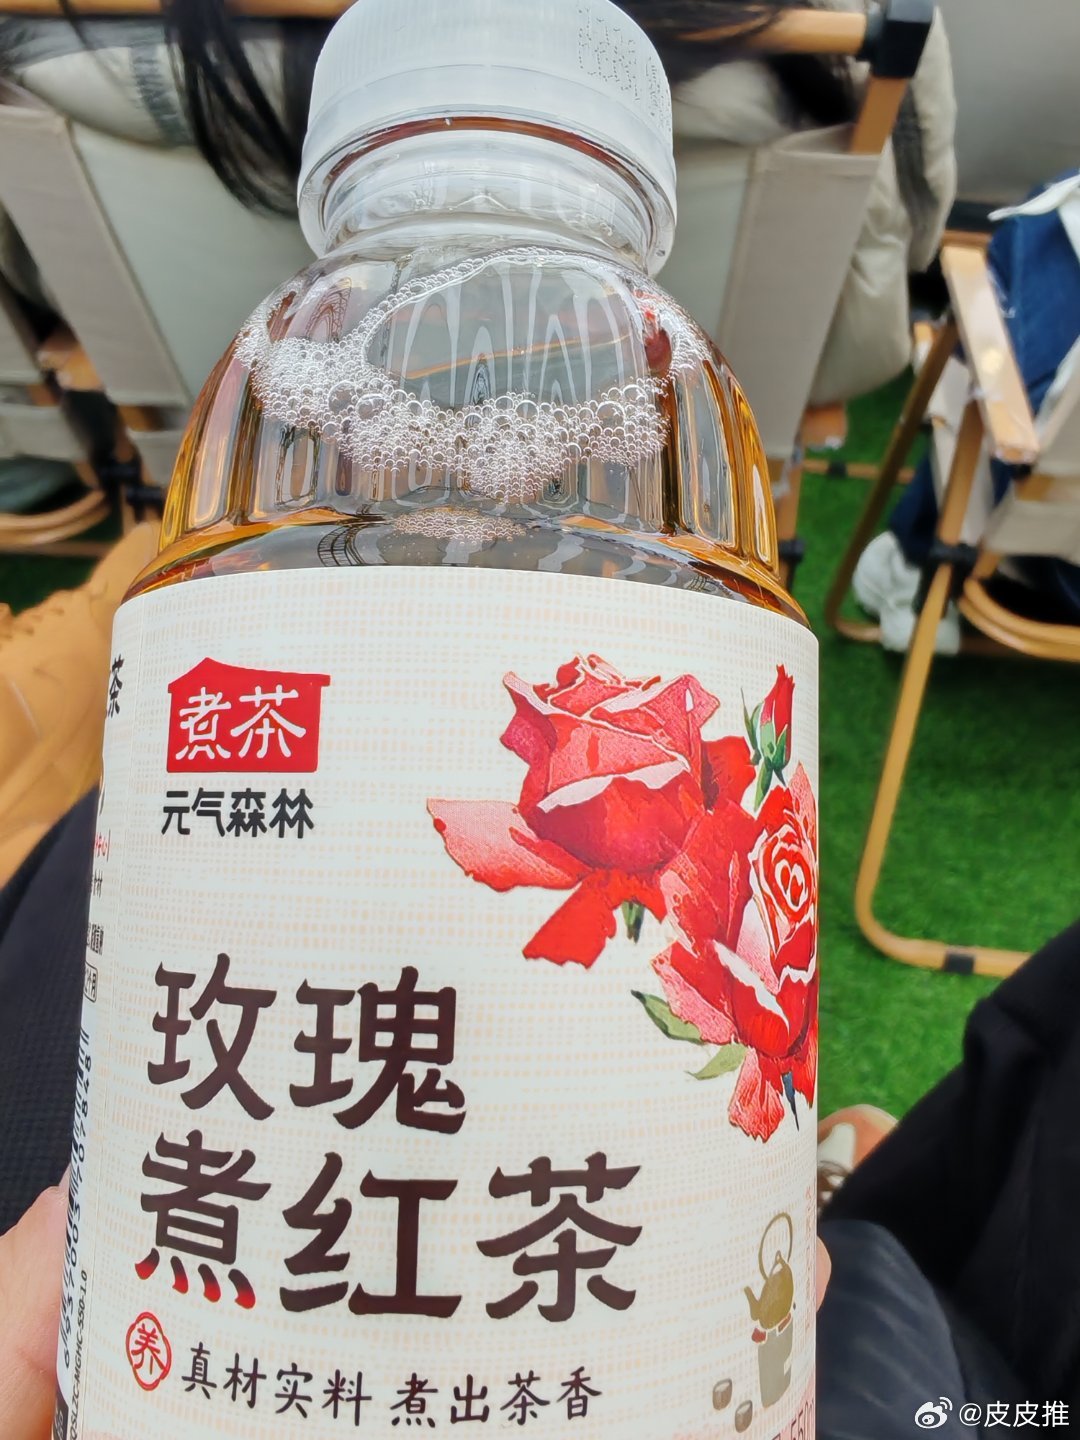 煮茶
元气森林
玫瑰
煮红茶
养
真材实料 煮出茶香
@皮皮推